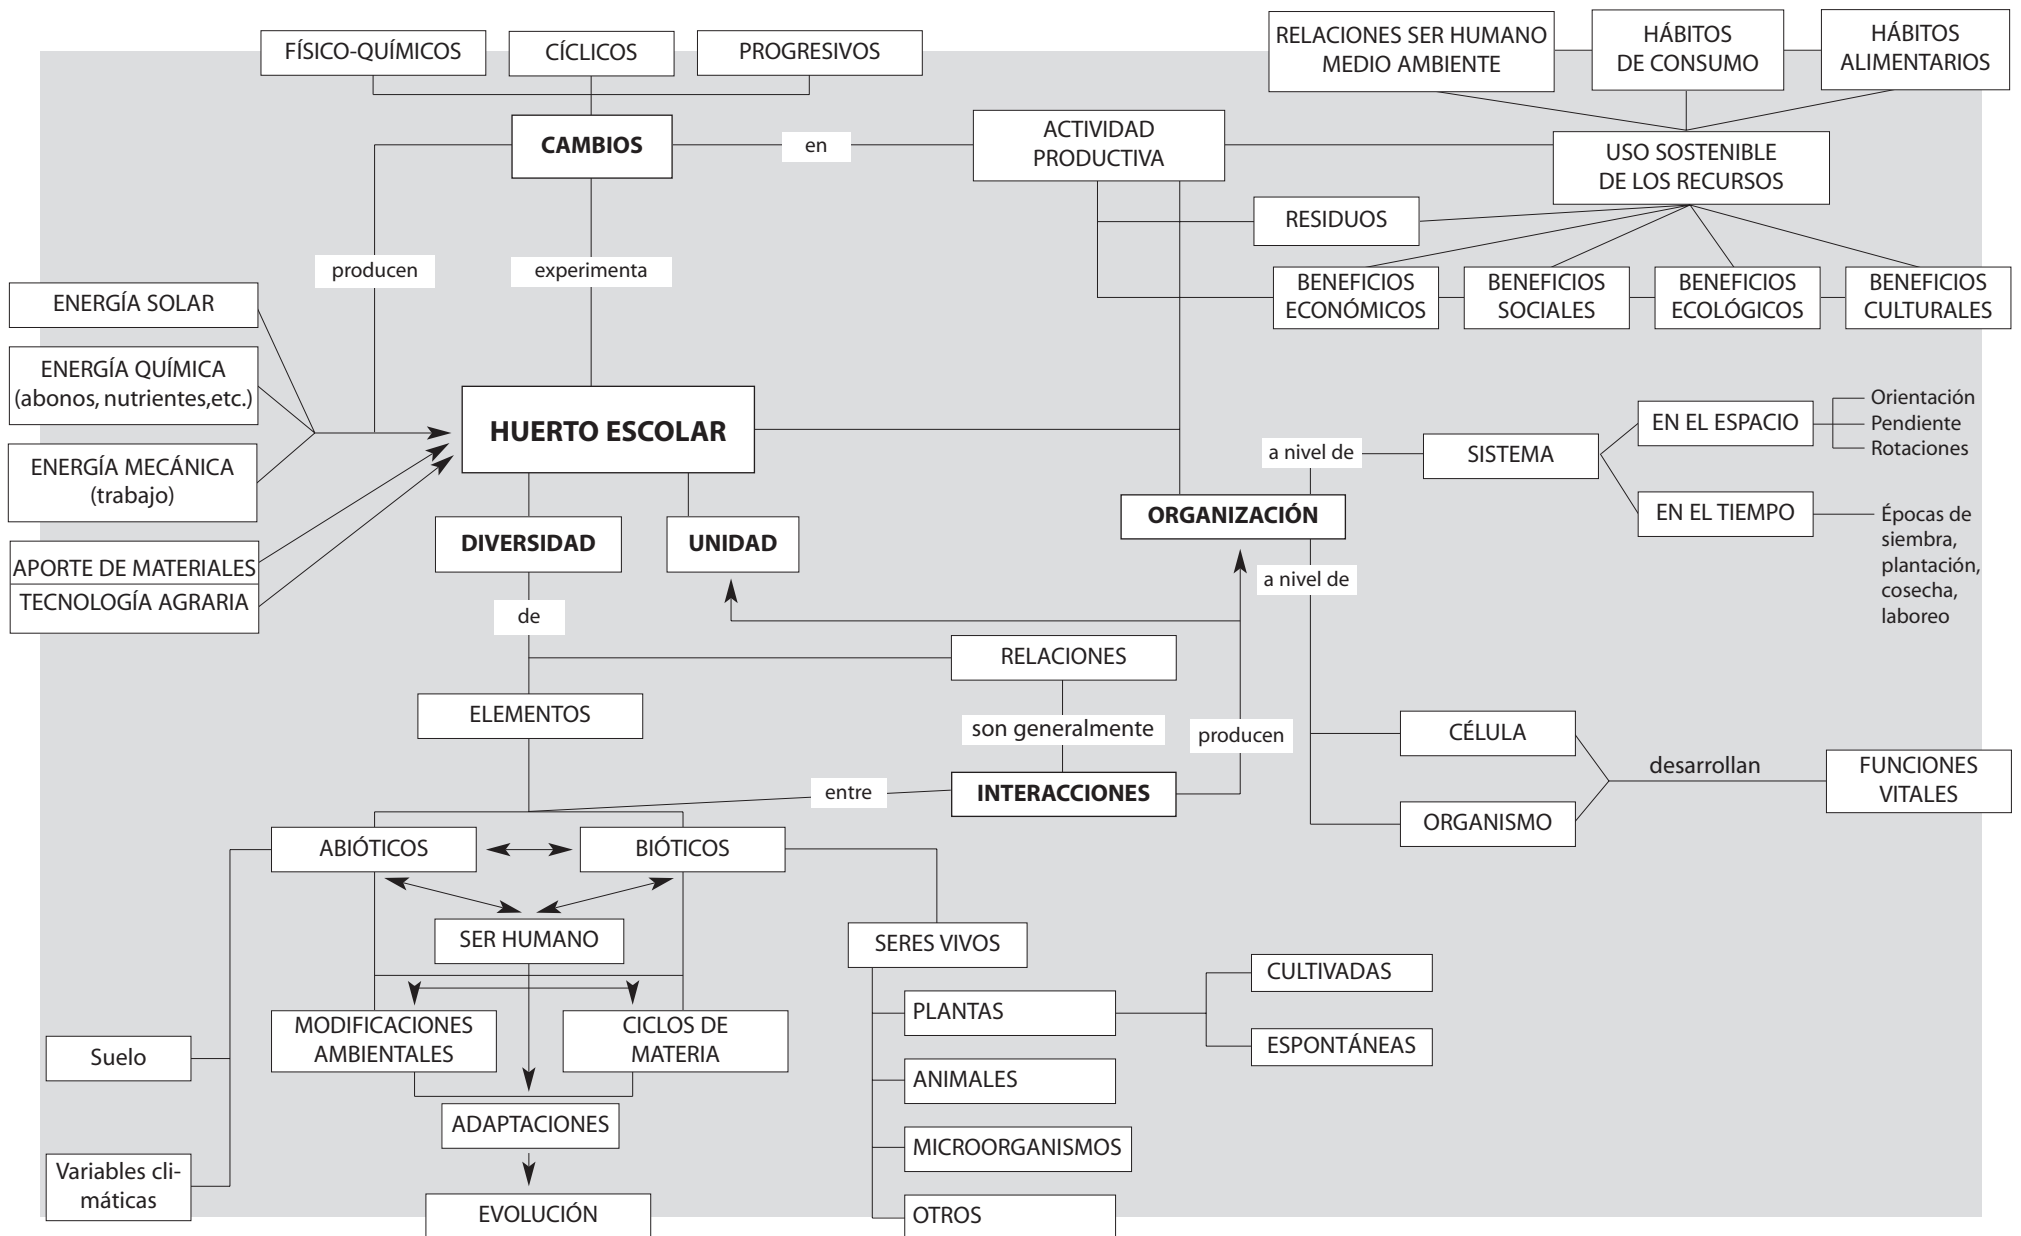 FÍSICO-QUÍMICOS
CÍCLICOS
PROGRESIVOS
RELACIONES SER HUMANO
MEDIO AMBIENTE
HÁBITOS
DE CONSUMO
HÁBITOS
ALIMENTARIOS
CAMBIOS
en
ACTIVIDAD
PRODUCTIVA
USO SOSTENIBLE
DE LOS RECURSOS
RESIDUOS
producen
experimenta
BENEFICIOS
ECONÓMICOS
BENEFICIOS
SOCIALES
BENEFICIOS
ECOLÓGICOS
BENEFICIOS
CULTURALES
ENERGÍA SOLAR
ENERGÍA QUÍMICA
(abonos, nutrientes,etc.)
ENERGÍA MECÁNICA
(trabajo)
APORTE DE MATERIALES
TECNOLOGÍA AGRARIA
HUERTO ESCOLAR
DIVERSIDAD
UNIDAD
ORGANIZACIÓN
a nivel de
SISTEMA
EN EL ESPACIO
Orientación
Pendiente
Rotaciones
EN EL TIEMPO
Épocas de
siembra,
plantación,
cosecha,
laboreo
a nivel de
de
RELACIONES
ELEMENTOS
son generalmente
producen
CÉLULA
desarrollan
FUNCIONES
VITALES
ORGANISMO
entre
INTERACCIONES
ABIÓTICOS
BIÓTICOS
SER HUMANO
SERES VIVOS
MODIFICACIONES
AMBIENTALES
CICLOS DE
MATERIA
PLANTAS
CULTIVADAS
ESPONTÁNEAS
Suelo
ANIMALES
ADAPTACIONES
MICROORGANISMOS
Variables cli-
máticas
EVOLUCIÓN
OTROS